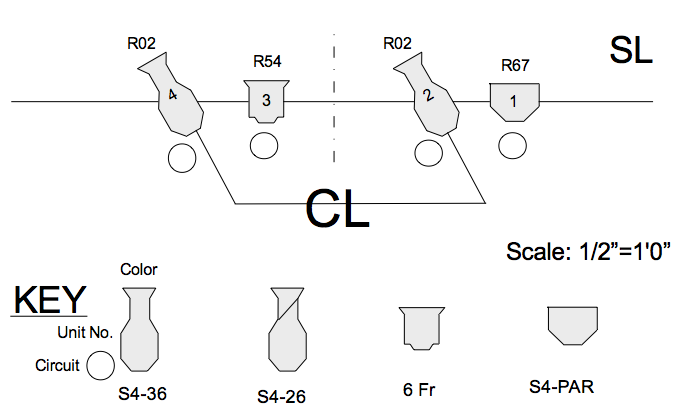 SL
R02
R54
R02
R67
4
3
2
1
CL
Scale: 1/2”=1'0”
Color
KEY
Unit No.
Circuit
S4-36
S4-26
6 Fr
S4-PAR